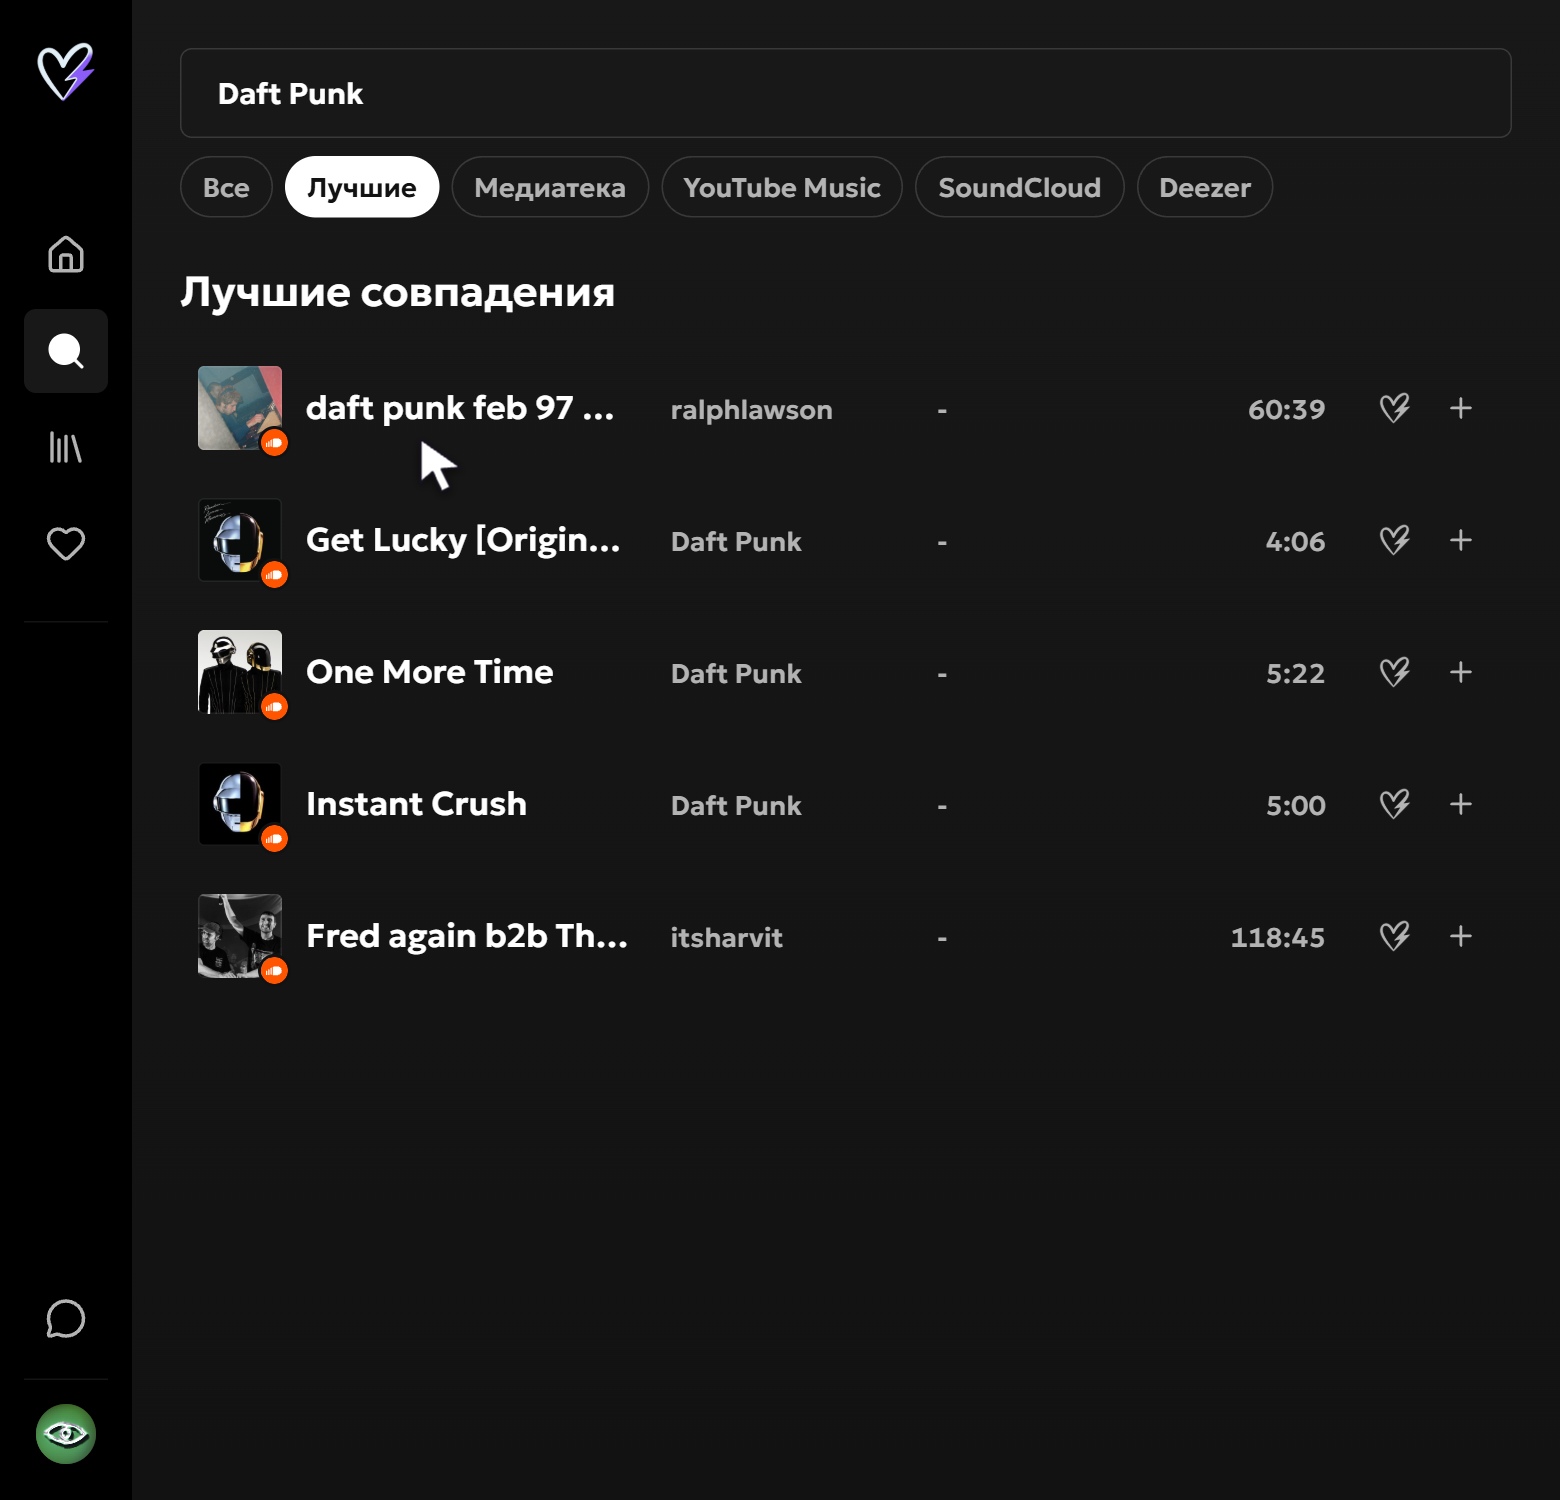 Daft Punk
Все Лучшие Медиатека YouTube Music SoundCloud Deezer
Лучшие совпадения
daft punk feb 97 ... ralphlawson - 60:39
Get Lucky [Origin... Daft Punk - 4:06
One More Time Daft Punk - 5:22
Instant Crush Daft Punk - 5:00
Fred again b2b Th... itsharvit - 118:45